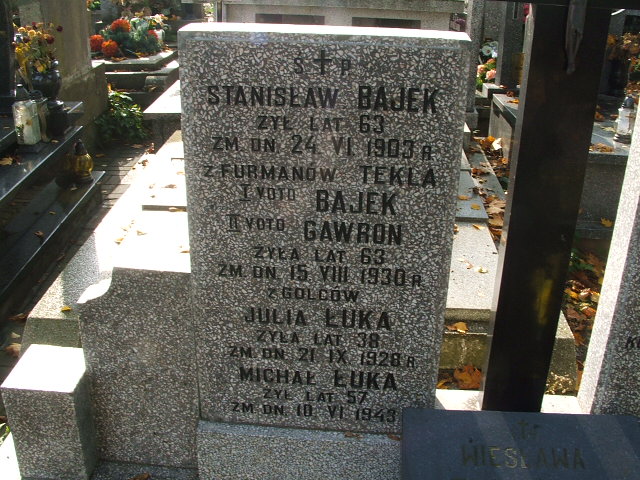 Ś † P
STANISŁAW BAJEK
ŻYŁ LAT 63
ZM. DN. 24 VI 1903 R
Z FURMANÓW TEKLA
I VOTO BAJEK
II VOTO GAWRON
ŻYŁA LAT 63
ZM. DN. 15 VIII 1930 R
Z GOLCÓW
JULIA ŁUKA
ŻYŁA LAT 38
ZM. DN. 21 IX 1928 R
MICHAŁ ŁUKA
ŻYŁ LAT 57
ZM DN. 10 VI 1943
WIESŁAWA